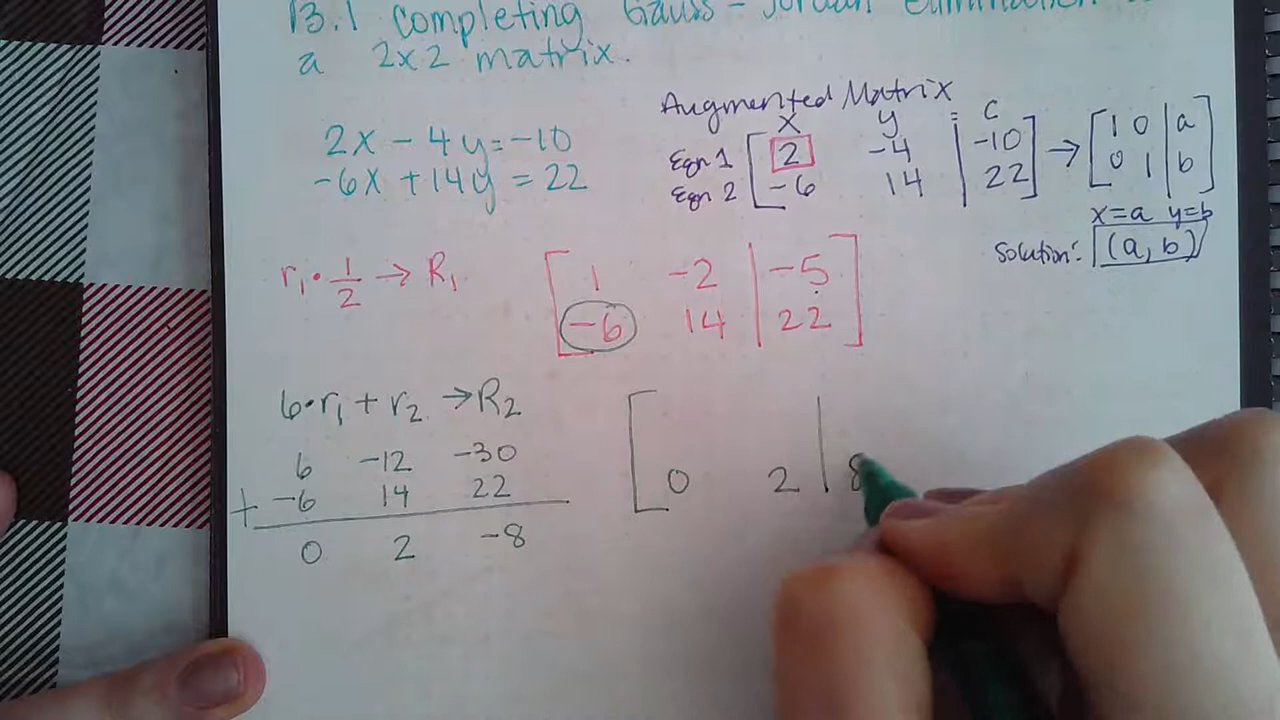 13.1 Completing Gauss-Jordan Elimination
a 2x2 matrix.
2x - 4y = -10
-6x + 14y = 22
Augmented Matrix
x y = c
Eqn 1 [ 2 -4 | -10 ] → [ 1 0 | a ]
Eqn 2 [ -6 14 | 22 ] [ 0 1 | b ]
x=a y=b
Solution: (a, b)
r₁ · 1/2 → R₁ [ 1 -2 | -5 ]
[ -6 14 | 22 ]
6·r₁ + r₂ → R₂
6 -12 -30
+ -6 14 22
0 2 -8
[ 0 2 | 8